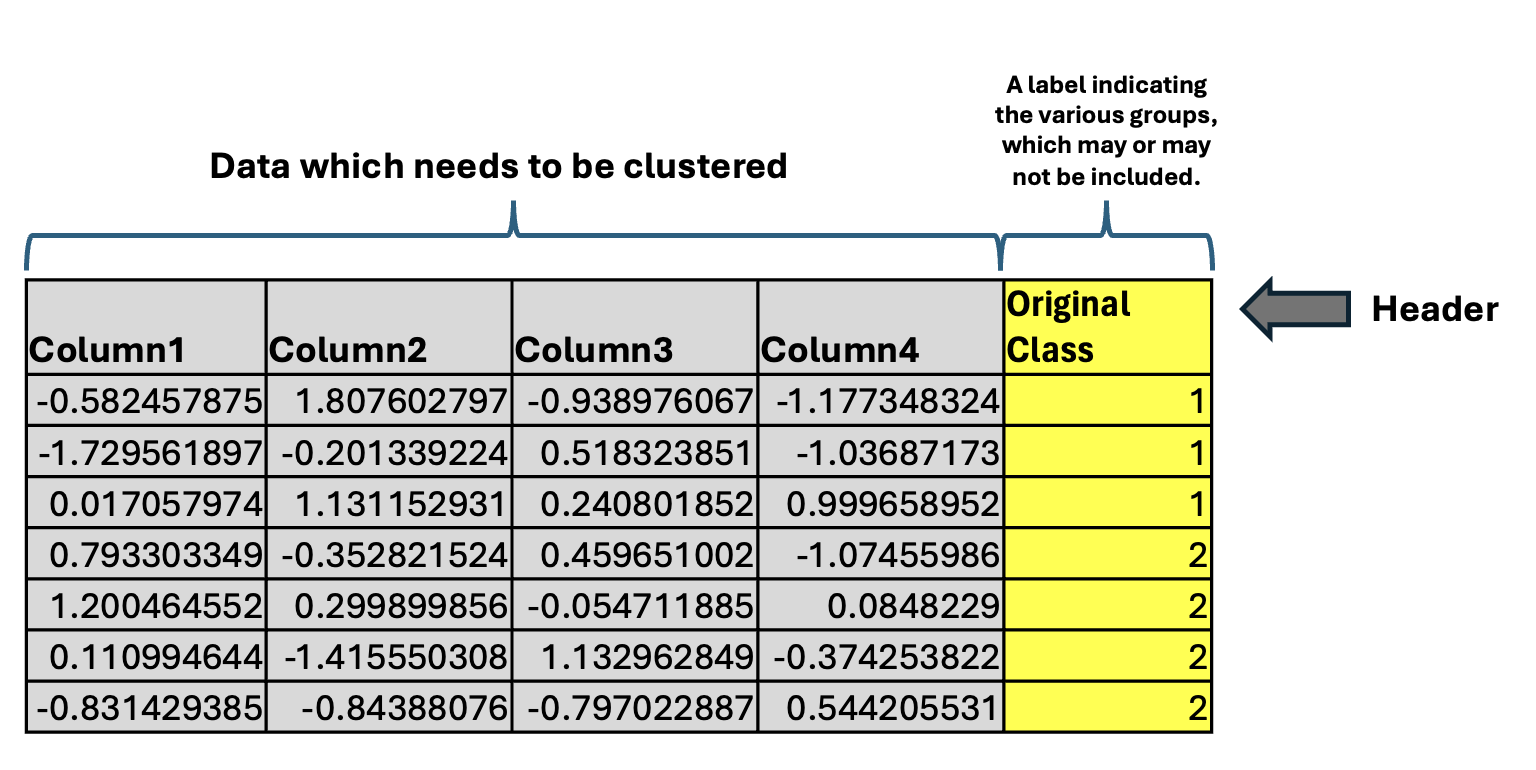 A label indicating
the various groups,
which may or may
not be included.
Data which needs to be clustered
Column1 Column2 Column3 Column4 Original Class
Header
-0.582457875 1.807602797 -0.938976067 -1.177348324 1
-1.729561897 -0.201339224 0.518323851 -1.03687173 1
0.017057974 1.131152931 0.240801852 0.999658952 1
0.793303349 -0.352821524 0.459651002 -1.07455986 2
1.200464552 0.299899856 -0.054711885 0.0848229 2
0.110994644 -1.415550308 1.132962849 -0.374253822 2
-0.831429385 -0.84388076 -0.797022887 0.544205531 2